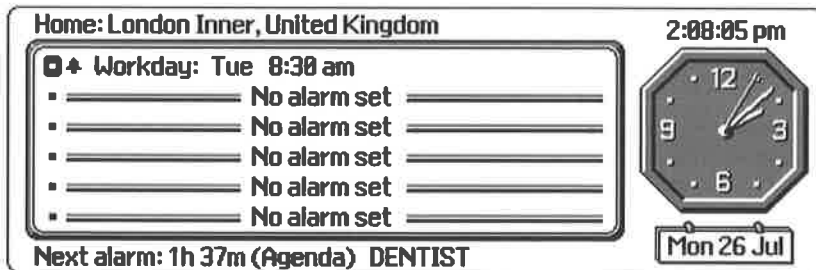 Home: London Inner, United Kingdom
2:08:05 pm
Workday: Tue 8:30 am
No alarm set
No alarm set
No alarm set
No alarm set
No alarm set
12
9 3
6
Mon 26 Jul
Next alarm: 1h 37m (Agenda) DENTIST